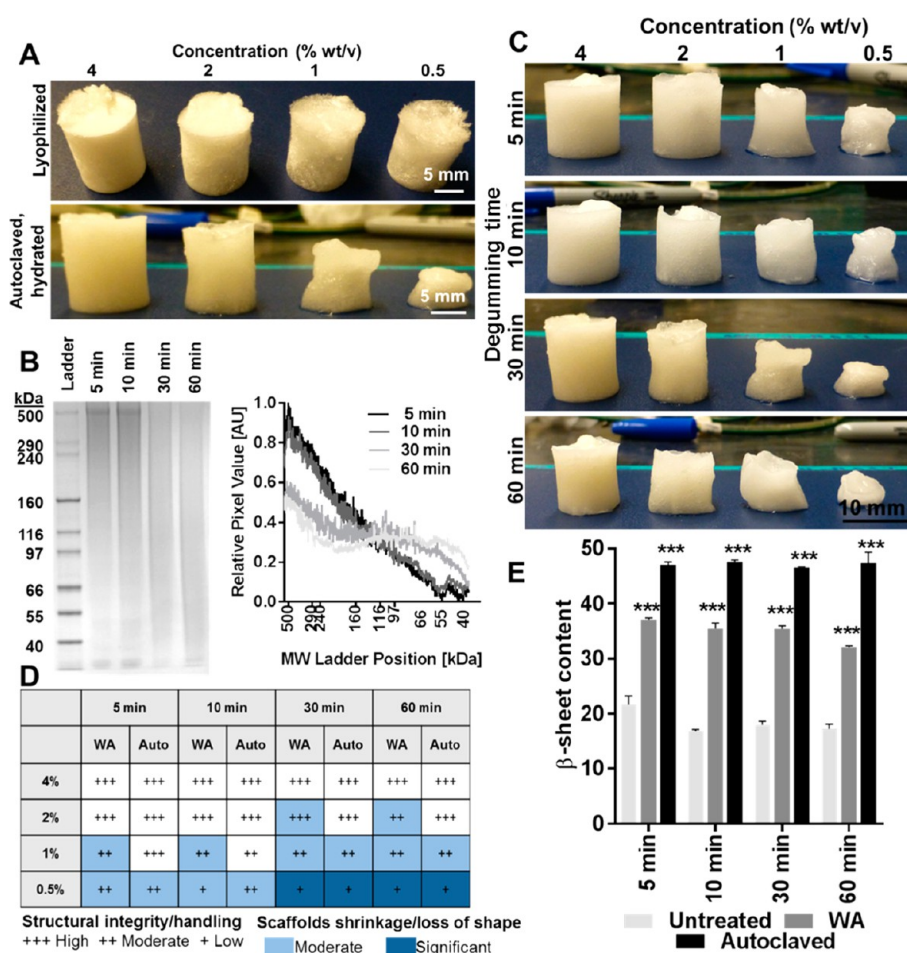 A
Concentration (% wt/v)
4 2 1 0.5
Lyophilized
5 mm
Autoclaved,
hydrated
5 mm
B
Ladder
5 min
10 min
30 min
60 min
kDa
500
290
240
160
116
97
66
55
40
Relative Pixel Value [AU]
1.0
0.8
0.6
0.4
0.2
0.0
5 min
10 min
30 min
60 min
500 290 240 160 116 97 66 55 40
MW Ladder Position [kDa]
C
Concentration (% wt/v)
4 2 1 0.5
Degumming time
5 min
10 min
30 min
60 min
10 mm
D
5 min 10 min 30 min 60 min
WA Auto WA Auto WA Auto WA Auto
4% +++ +++ +++ +++ +++ +++ +++ +++
2% +++ +++ +++ +++ +++ +++ ++ +++
1% ++ +++ ++ ++ ++ ++ ++ ++
0.5% ++ ++ + ++ + + + +
Structural integrity/handling
+++ High ++ Moderate + Low
Scaffolds shrinkage/loss of shape
Moderate Significant
E
β-sheet content
50
40
30
20
10
0
*** *** *** ***
*** *** *** ***
5 min 10 min 30 min 60 min
Untreated WA
Autoclaved